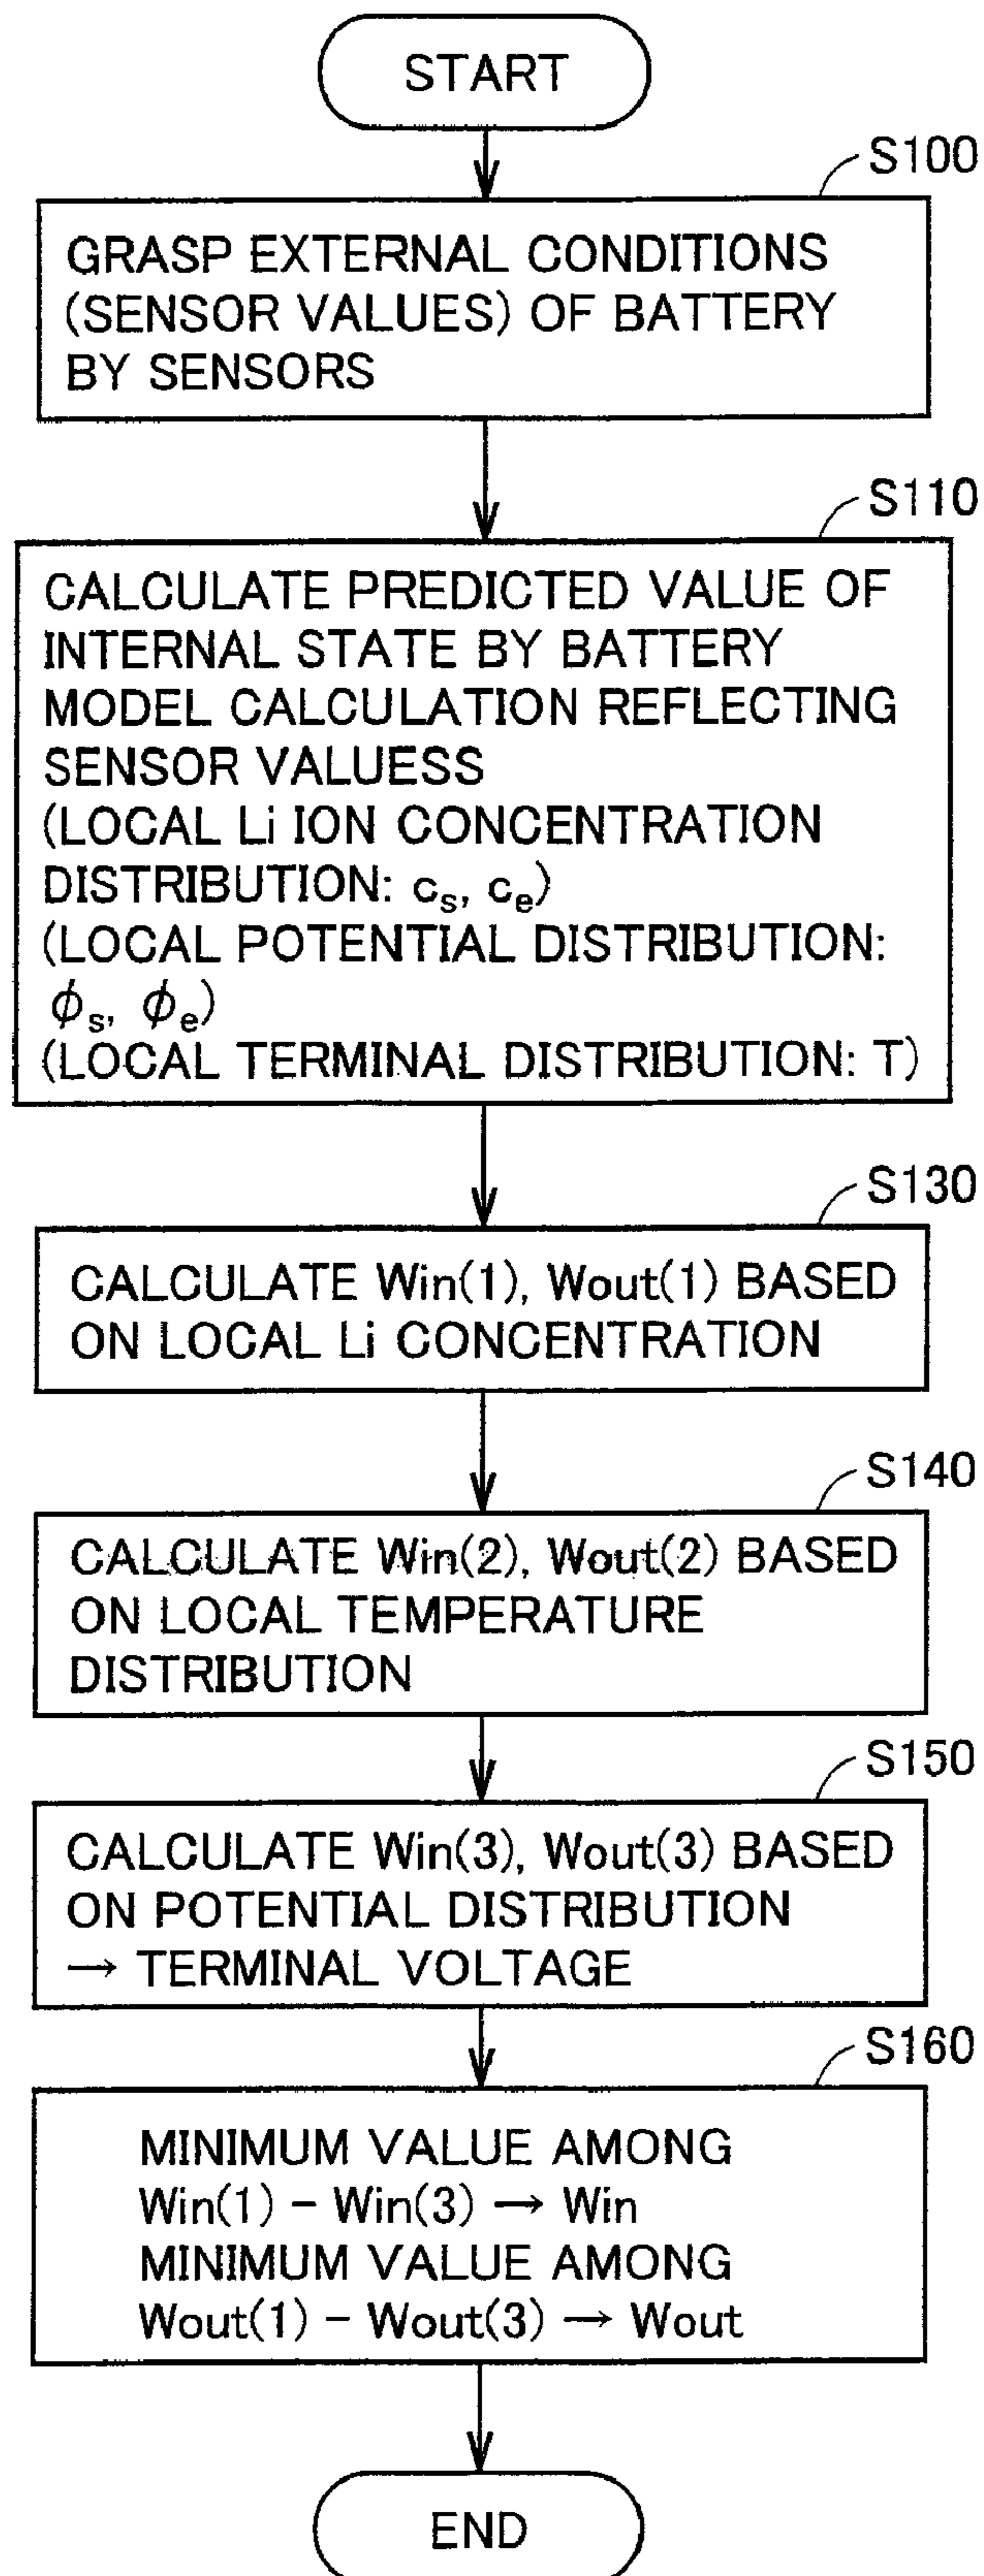 START
S100
GRASP EXTERNAL CONDITIONS
(SENSOR VALUES) OF BATTERY
BY SENSORS
S110
CALCULATE PREDICTED VALUE OF
INTERNAL STATE BY BATTERY
MODEL CALCULATION REFLECTING
SENSOR VALUESS
(LOCAL Li ION CONCENTRATION
DISTRIBUTION: cₛ, cₑ)
(LOCAL POTENTIAL DISTRIBUTION:
ϕₛ, ϕₑ)
(LOCAL TERMINAL DISTRIBUTION: T)
S130
CALCULATE Win(1), Wout(1) BASED
ON LOCAL Li CONCENTRATION
S140
CALCULATE Win(2), Wout(2) BASED
ON LOCAL TEMPERATURE
DISTRIBUTION
S150
CALCULATE Win(3), Wout(3) BASED
ON POTENTIAL DISTRIBUTION
→ TERMINAL VOLTAGE
S160
MINIMUM VALUE AMONG
Win(1) – Win(3) → Win
MINIMUM VALUE AMONG
Wout(1) – Wout(3) → Wout
END